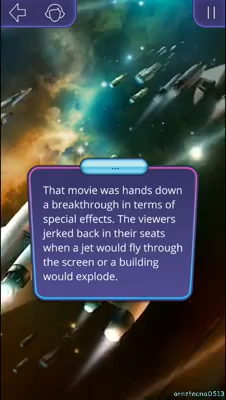 ...
That movie was hands down
a breakthrough in terms of
special effects. The viewers
jerked back in their seats
when a jet would fly through
the screen or a building
would explode.
arnztecna0513